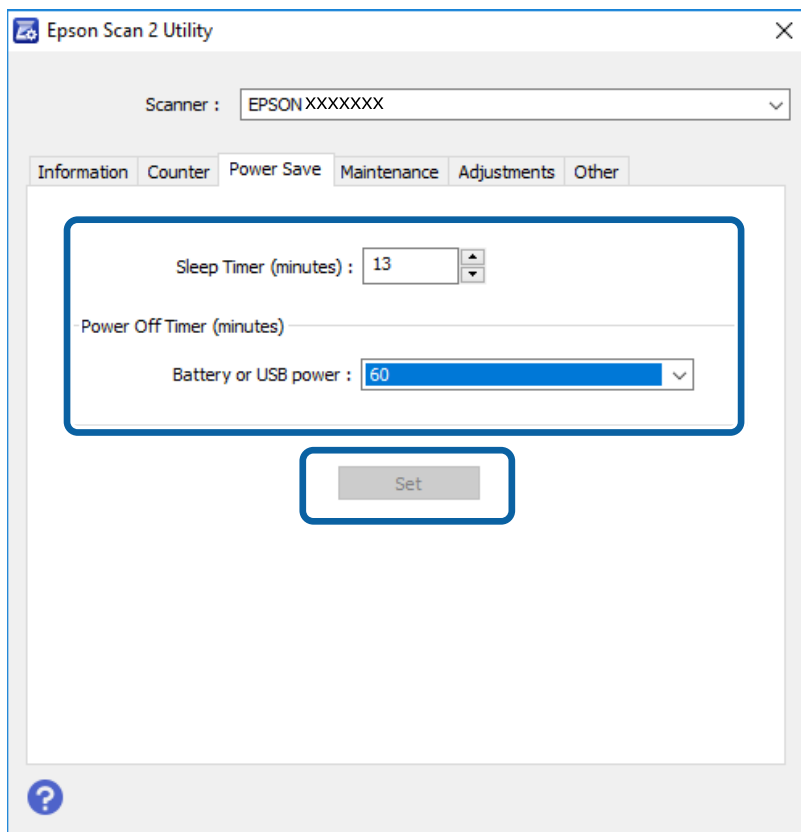 Epson Scan 2 Utility
Scanner : EPSON XXXXXXX
Information Counter Power Save Maintenance Adjustments Other
Sleep Timer (minutes) : 13
Power Off Timer (minutes)
Battery or USB power : 60
Set
?